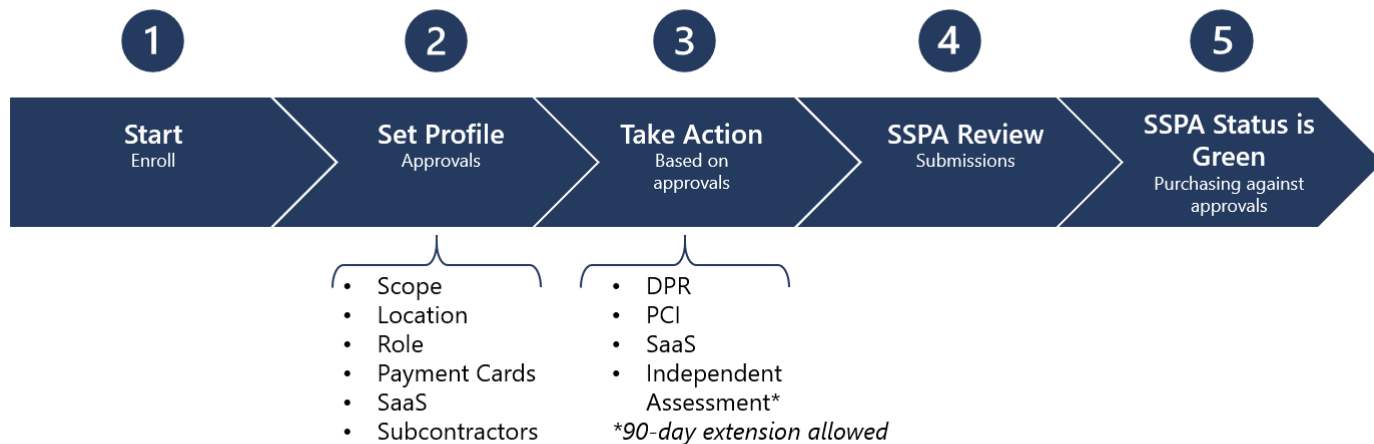 1
2
3
4
5
Start
Enroll
Set Profile
Approvals
Take Action
Based on
approvals
SSPA Review
Submissions
SSPA Status is
Green
Purchasing against
approvals
• Scope
• Location
• Role
• Payment Cards
• SaaS
• Subcontractors
• DPR
• PCI
• SaaS
• Independent
Assessment*
*90-day extension allowed